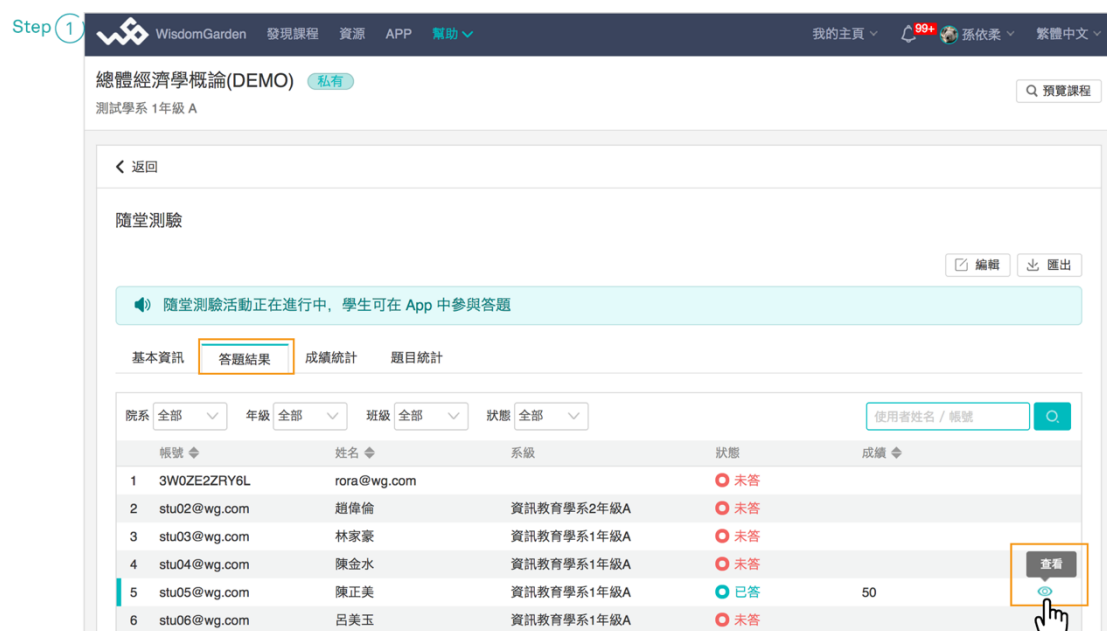 Step 1
WisdomGarden 發現課程 資源 APP 幫助 我的主頁 99+ 孫依柔 繁體中文
總體經濟學概論(DEMO) 私有
測試學系 1年級 A
預覽課程
返回
隨堂測驗
編輯 匯出
隨堂測驗活動正在進行中，學生可在 App 中參與答題
基本資訊 答題結果 成績統計 題目統計
院系 全部 年級 全部 班級 全部 狀態 全部 使用者姓名 / 帳號
帳號 姓名 系級 狀態 成績
1 3W0ZE2ZRY6L rora@wg.com 未答
2 stu02@wg.com 趙偉倫 資訊教育學系2年級A 未答
3 stu03@wg.com 林家豪 資訊教育學系1年級A 未答
4 stu04@wg.com 陳金水 資訊教育學系1年級A 未答 查看
5 stu05@wg.com 陳正美 資訊教育學系1年級A 已答 50
6 stu06@wg.com 呂美玉 資訊教育學系1年級A 未答